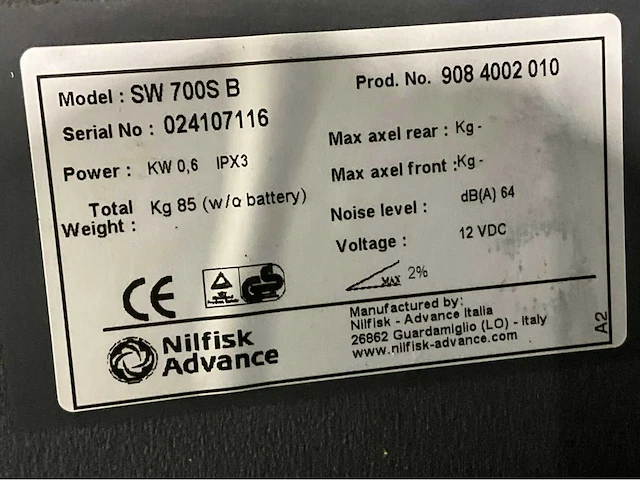 Model : SW 700S B
Prod. No. 908 4002 010
Serial No : 024107116
Max axel rear : Kg -
Power : KW 0,6 IPX3
Max axel front : Kg -
Total Weight : Kg 85 (w/o battery)
Noise level : dB(A) 64
Voltage : 12 VDC
MAX 2%
CE
GS
Nilfisk
Advance
Manufactured by:
Nilfisk - Advance Italia
26862 Guardamiglio (LO) - italy
www.nilfisk-advance.com
A2